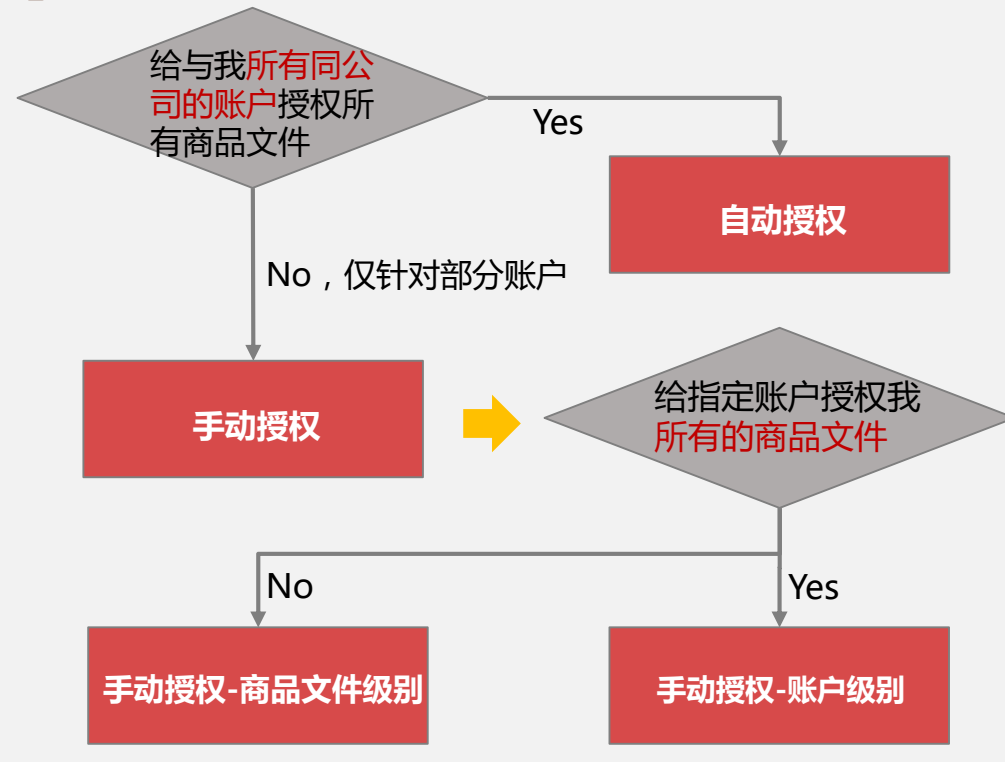 给与我所有同公
司的账户授权所
有商品文件
Yes
自动授权
No，仅针对部分账户
手动授权
给指定账户授权我
所有的商品文件
No
Yes
手动授权-商品文件级别
手动授权-账户级别